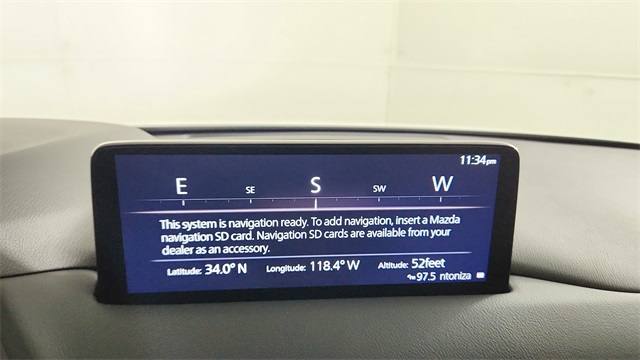 11:34pm
E SE S SW W
This system is navigation ready. To add navigation, insert a Mazda
navigation SD card. Navigation SD cards are available from your
dealer as an accessory.
Latitude: 34.0° N Longitude: 118.4° W Altitude: 52feet
97.5 ntoniza